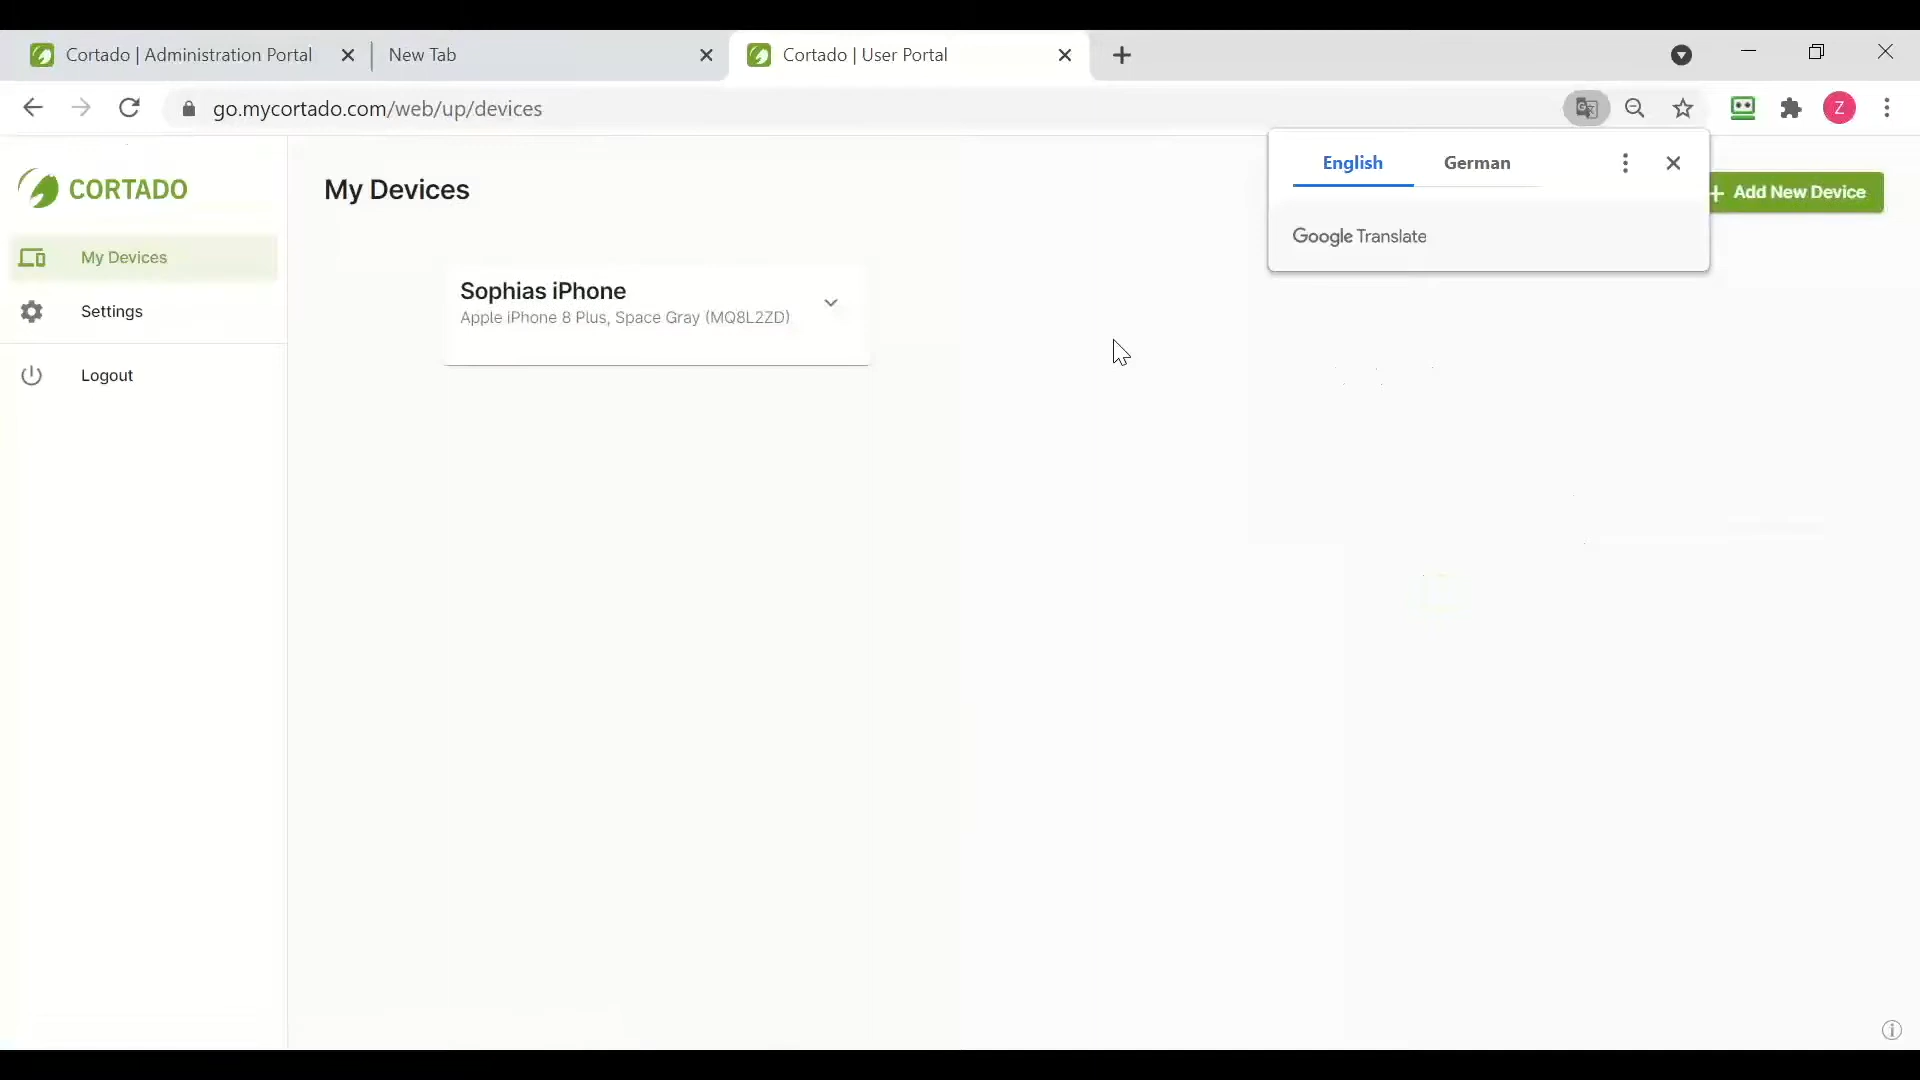 Cortado | Administration Portal
New Tab
Cortado | User Portal
go.mycortado.com/web/up/devices
Z
English
German
Google Translate
CORTADO
My Devices
Settings
Logout
My Devices
+ Add New Device
Sophias iPhone
Apple iPhone 8 Plus, Space Gray (MQ8L2ZD)